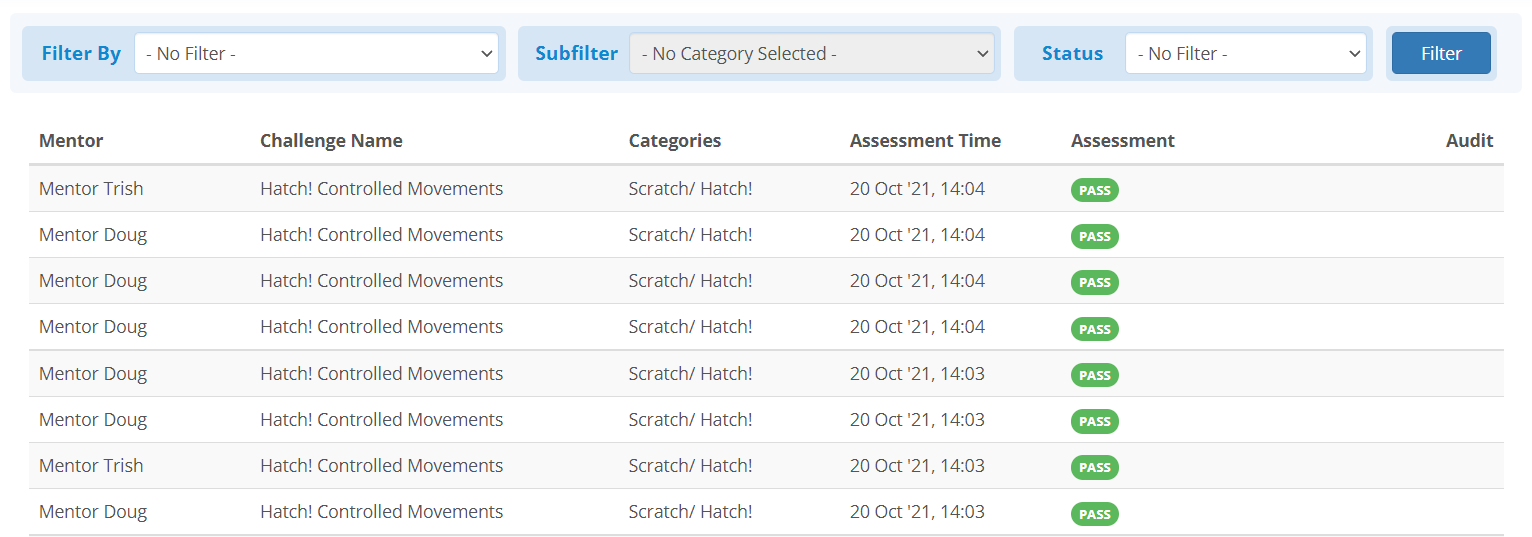 Filter By - No Filter - Subfilter - No Category Selected - Status - No Filter - Filter
Mentor Challenge Name Categories Assessment Time Assessment Audit
Mentor Trish Hatch! Controlled Movements Scratch/ Hatch! 20 Oct '21, 14:04 PASS
Mentor Doug Hatch! Controlled Movements Scratch/ Hatch! 20 Oct '21, 14:04 PASS
Mentor Doug Hatch! Controlled Movements Scratch/ Hatch! 20 Oct '21, 14:04 PASS
Mentor Doug Hatch! Controlled Movements Scratch/ Hatch! 20 Oct '21, 14:04 PASS
Mentor Doug Hatch! Controlled Movements Scratch/ Hatch! 20 Oct '21, 14:03 PASS
Mentor Doug Hatch! Controlled Movements Scratch/ Hatch! 20 Oct '21, 14:03 PASS
Mentor Trish Hatch! Controlled Movements Scratch/ Hatch! 20 Oct '21, 14:03 PASS
Mentor Doug Hatch! Controlled Movements Scratch/ Hatch! 20 Oct '21, 14:03 PASS